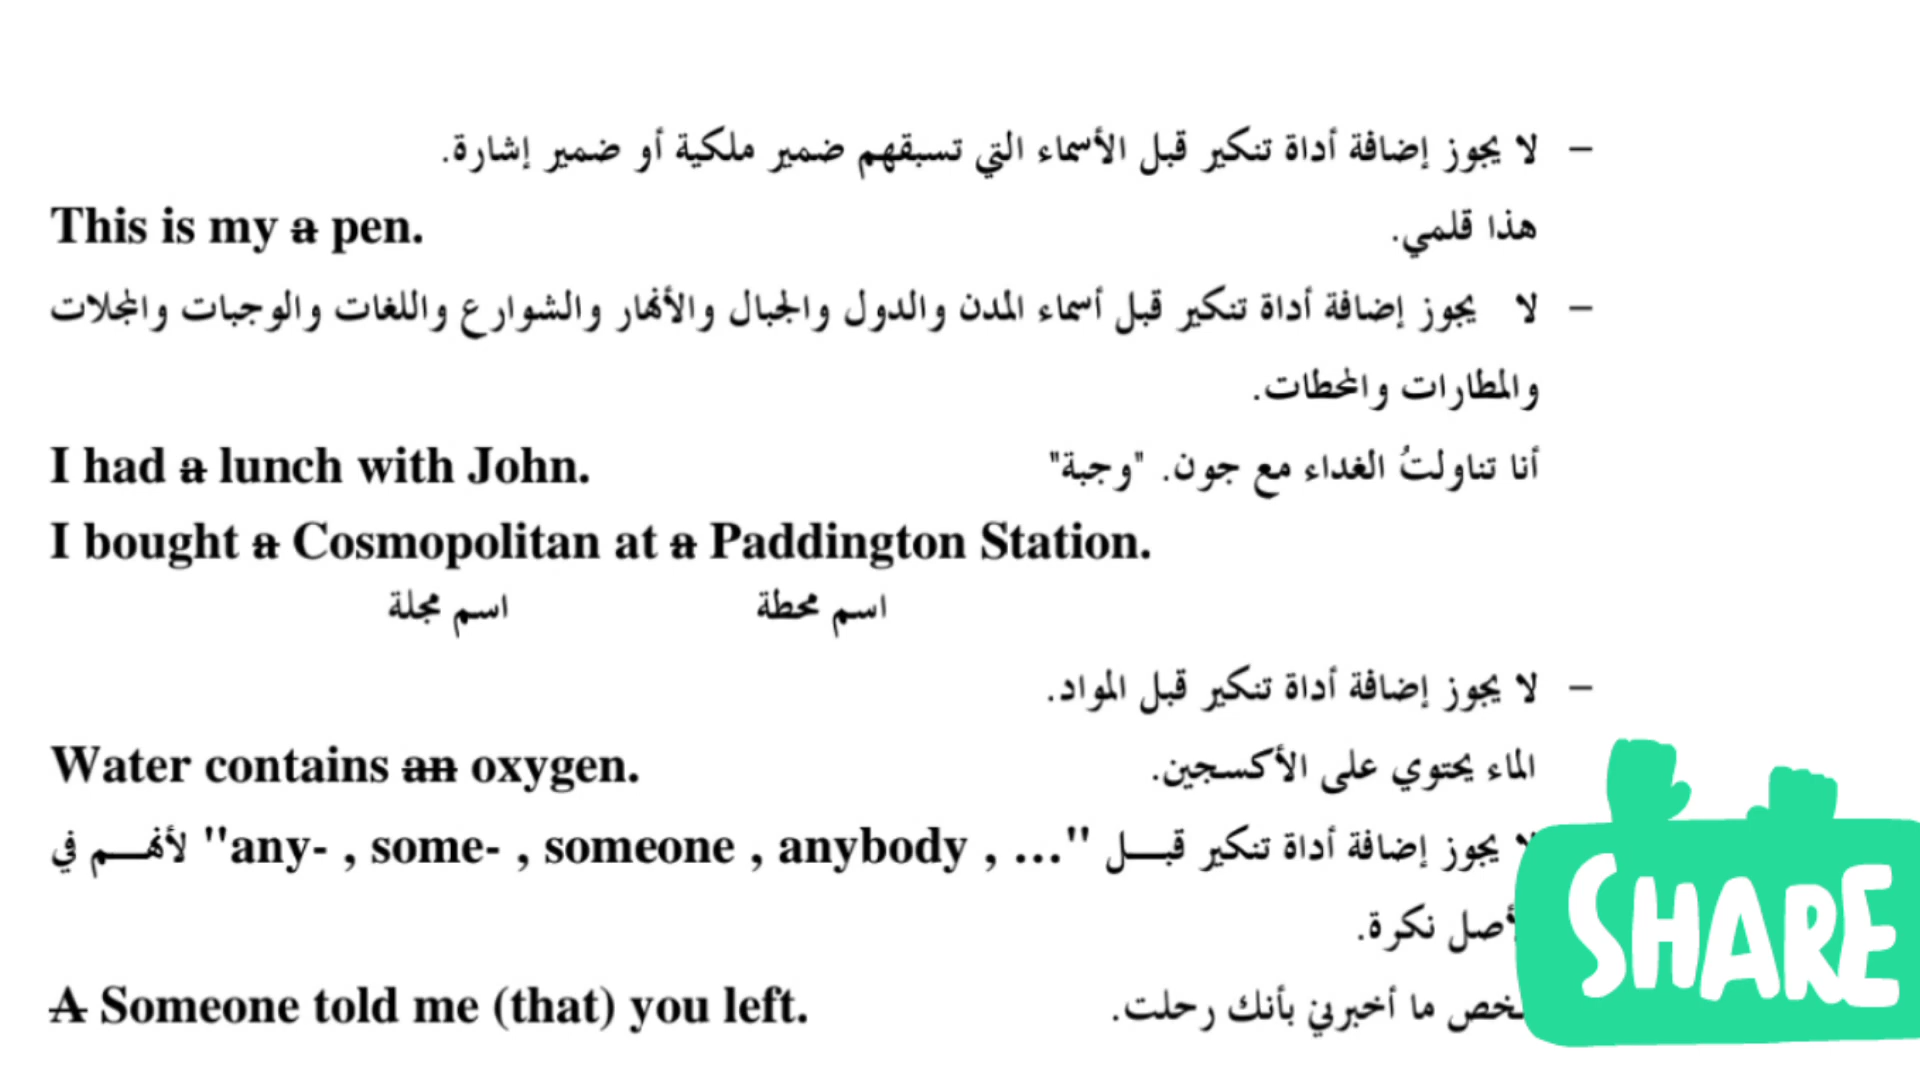 – لا يجوز إضافة أداة تنكير قبل الأسماء التي تسبقهم ضمير ملكية أو ضمير إشارة.
This is my a pen. هذا قلمي.
– لا يجوز إضافة أداة تنكير قبل أسماء المدن والدول والجبال والأنهار والشوارع واللغات والوجبات والمجلات
والمطارات والمحطات.
I had a lunch with John. أنا تناولتُ الغداء مع جون. "وجبة"
I bought a Cosmopolitan at a Paddington Station.
اسم مجلة اسم محطة
– لا يجوز إضافة أداة تنكير قبل المواد.
Water contains an oxygen. الماء يحتوي على الأكسجين.
يجوز إضافة أداة تنكير قبــل "any- , some- , someone , anybody , …" لأنهــم في
نكرة.
A Someone told me (that) you left. ما أخبرني بأنك رحلت.
SHARE